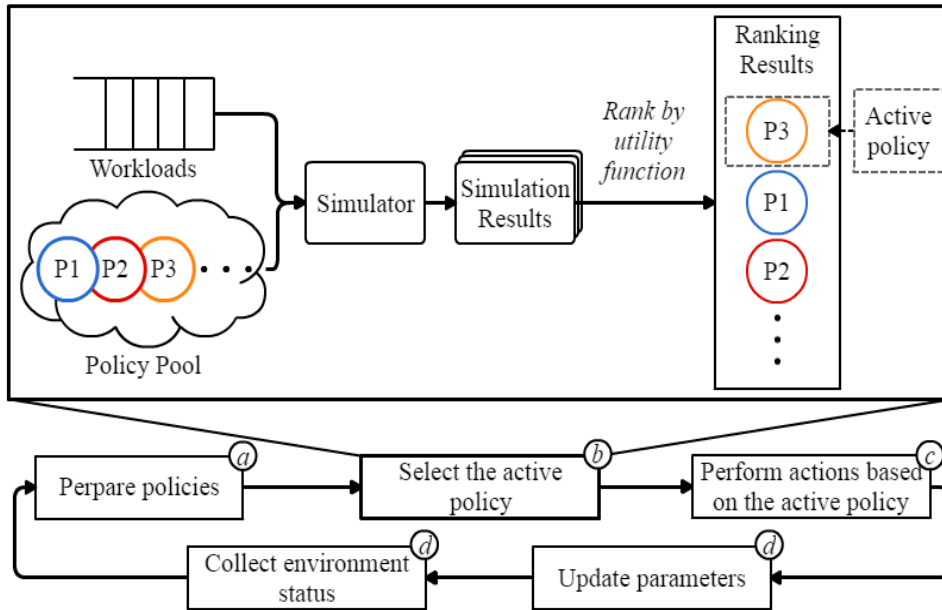 Workloads
P1
P2
P3
. . .
Policy Pool
Simulator
Simulation
Results
Rank by
utility
function
Ranking
Results
P3
P1
P2
Active
policy
a
Perpare policies
b
Select the active
policy
c
Perform actions based
on the active policy
d
Collect environment
status
d
Update parameters